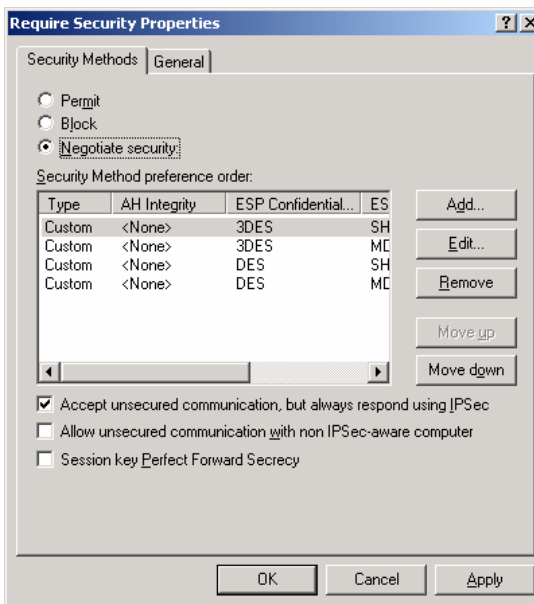 Require Security Properties
Security Methods General
Permit
Block
Negotiate security:
Security Method preference order:
Type AH Integrity ESP Confidential... ES
Custom <None> 3DES SH
Custom <None> 3DES MD
Custom <None> DES SH
Custom <None> DES MD
Add...
Edit...
Remove
Move up
Move down
Accept unsecured communication, but always respond using IPSec
Allow unsecured communication with non IPSec-aware computer
Session key Perfect Forward Secrecy
OK Cancel Apply